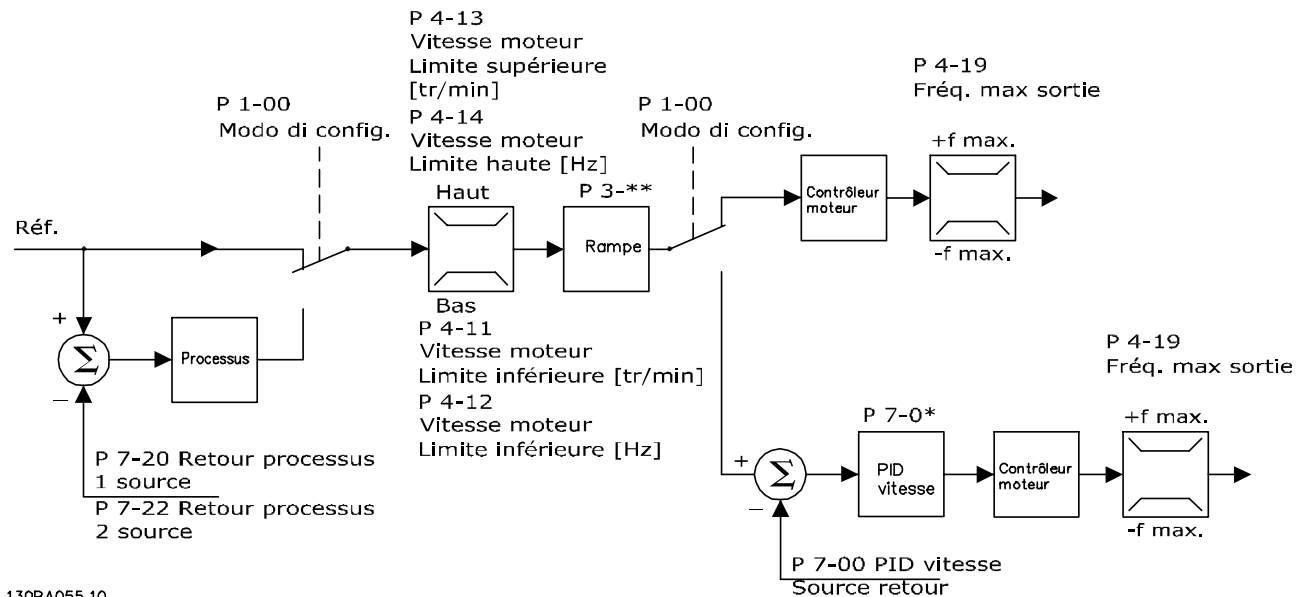 P 4-13
Vitesse moteur
Limite supérieure
[tr/min]
P 4-14
Vitesse moteur
Limite haute [Hz]
P 1-00
Modo di config.
P 1-00
Modo di config.
P 4-19
Fréq. max sortie
+f max.
-f max.
Contrôleur
moteur
Haut
Bas
P 3-**
Rampe
Réf.
+
Σ
−
Processus
P 4-11
Vitesse moteur
Limite inférieure [tr/min]
P 4-12
Vitesse moteur
Limite inférieure [Hz]
P 7-20 Retour processus
1 source
P 7-22 Retour processus
2 source
P 4-19
Fréq. max sortie
+f max.
-f max.
P 7-0*
+
Σ
−
PID
vitesse
Contrôleur
moteur
P 7-00 PID vitesse
Source retour
130BA055.10